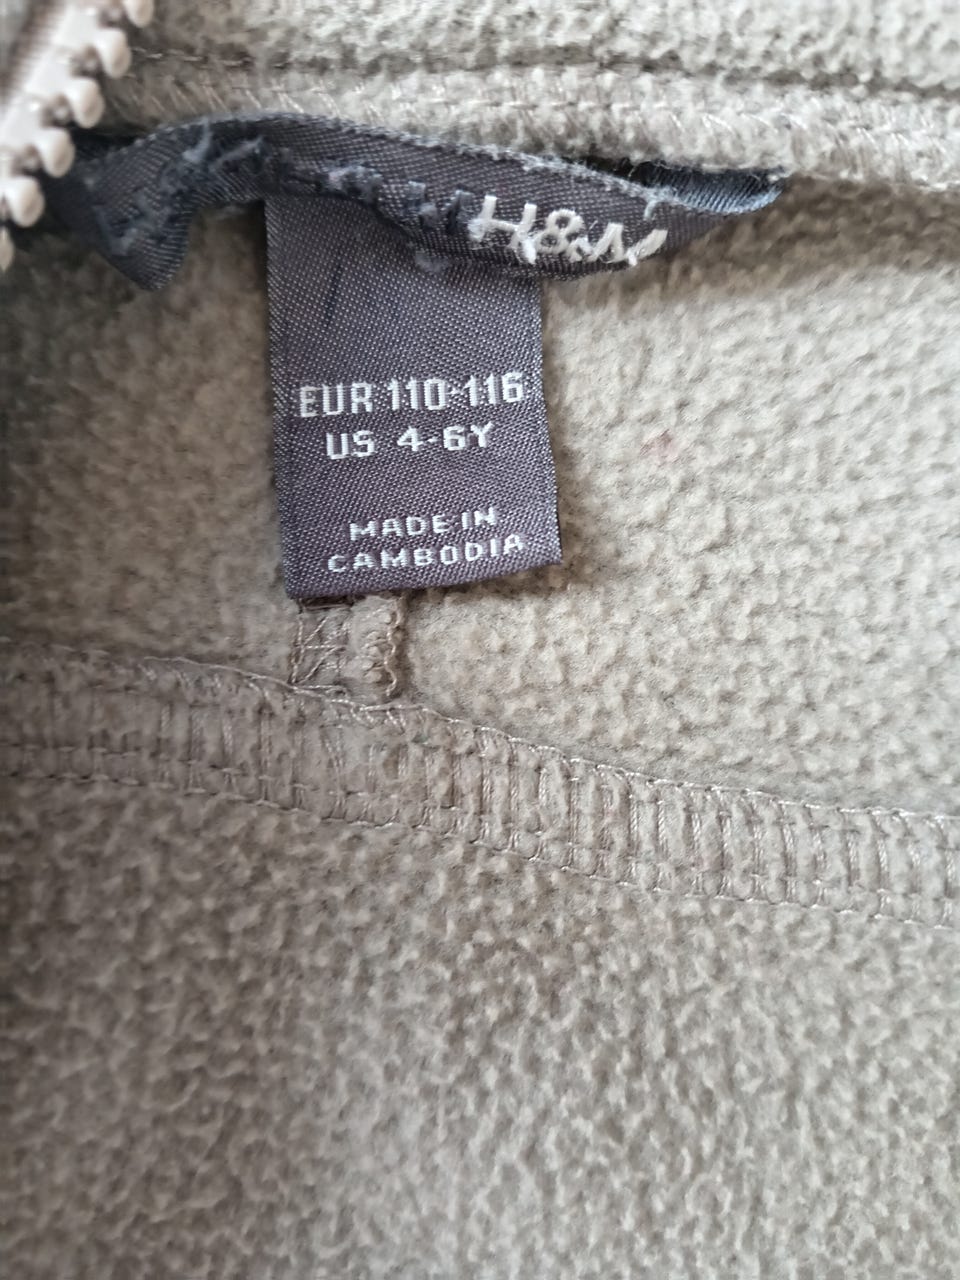 H&M
EUR 110-116
US 4-6Y
MADE IN
CAMBODIA